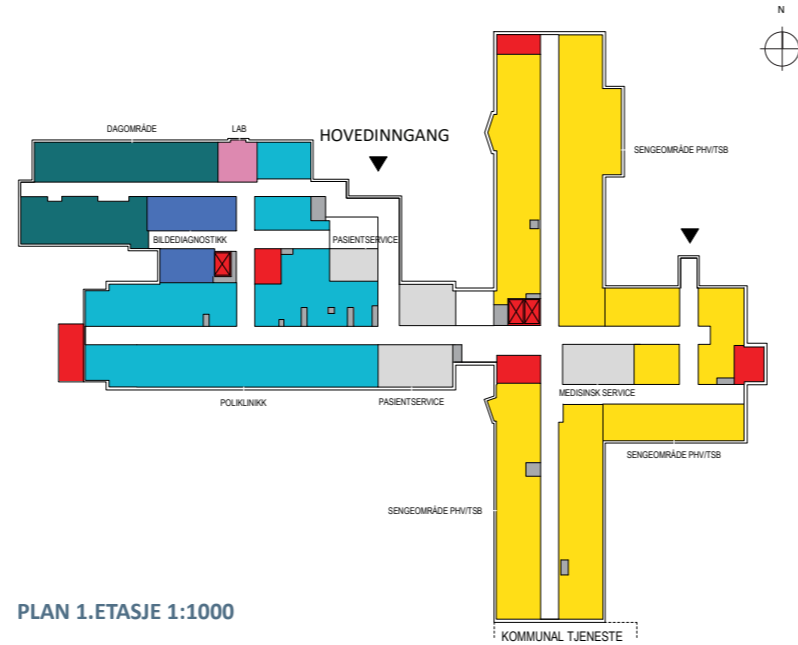 N
DAGOMRÅDE
LAB
HOVEDINNGANG
SENGEOMRÅDE PHV/TSB
BILDEDIAGNOSTIKK
PASIENTSERVICE
MEDISINSK SERVICE
POLIKLINIKK
PASIENTSERVICE
SENGEOMRÅDE PHV/TSB
SENGEOMRÅDE PHV/TSB
PLAN 1.ETASJE 1:1000
KOMMUNAL TJENESTE